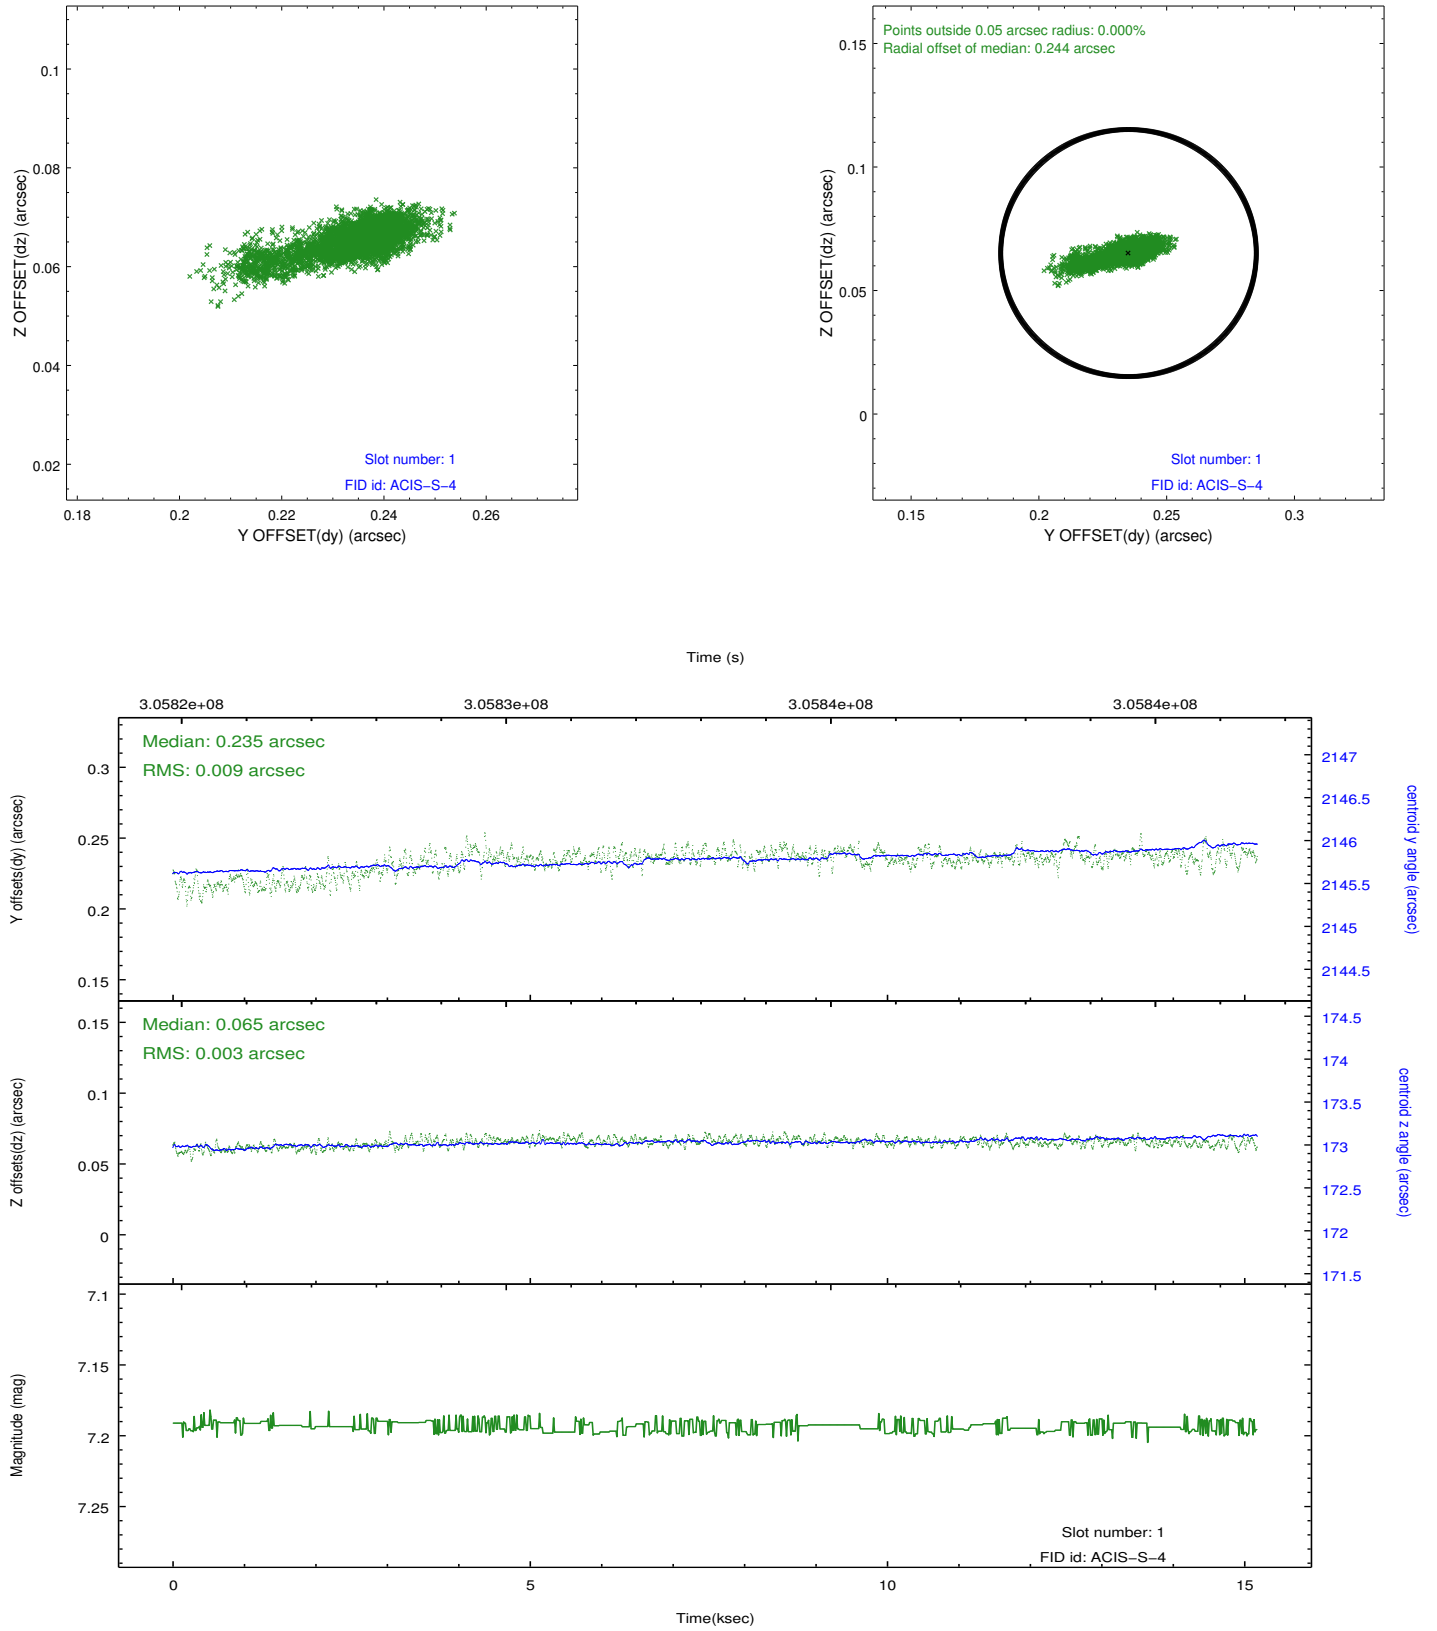 0.1
0.08
0.06
0.04
0.02
Z OFFSET(dz) (arcsec)
Slot number: 1
FID id: ACIS−S−4
0.18 0.2 0.22 0.24 0.26
Y OFFSET(dy) (arcsec)
Points outside 0.05 arcsec radius: 0.000%
Radial offset of median: 0.244 arcsec
0.15
0.1
0.05
0
Z OFFSET(dz) (arcsec)
Slot number: 1
FID id: ACIS−S−4
0.15 0.2 0.25 0.3
Y OFFSET(dy) (arcsec)
Time (s)
3.0582e+08 3.0583e+08 3.0584e+08 3.0584e+08
Median: 0.235 arcsec
RMS: 0.009 arcsec
0.3
0.25
0.2
0.15
Y offsets(dy) (arcsec)
2147
2146.5
2146
2145.5
2145
2144.5
centroid y angle (arcsec)
Median: 0.065 arcsec
RMS: 0.003 arcsec
0.15
0.1
0.05
0
Z offsets(dz) (arcsec)
174.5
174
173.5
173
172.5
172
171.5
centroid z angle (arcsec)
7.1
7.15
7.2
7.25
Magnitude (mag)
Slot number: 1
FID id: ACIS−S−4
0 5 10 15
Time(ksec)